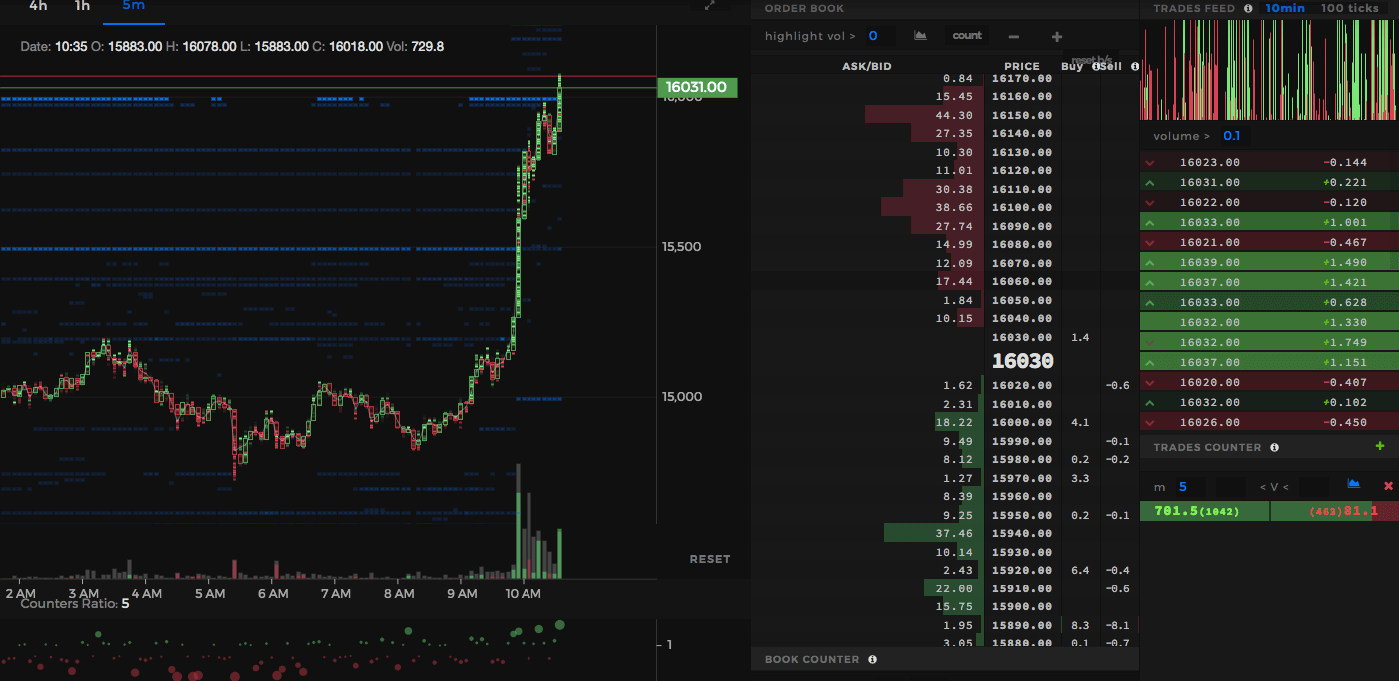 4h 1h 5m
Date: 10:35 O: 15883.00 H: 16078.00 L: 15883.00 C: 16018.00 Vol: 729.8
16031.00
15,500
15,000
RESET
2 AM 3 AM 4 AM 5 AM 6 AM 7 AM 8 AM 9 AM 10 AM
Counters Ratio: 5
1
ORDER BOOK
highlight vol > 0 count − +
reset b/s
ASK/BID PRICE Buy Sell
0.84 16170.00
15.45 16160.00
44.30 16150.00
27.35 16140.00
10.30 16130.00
11.01 16120.00
30.38 16110.00
38.66 16100.00
27.74 16090.00
14.99 16080.00
12.09 16070.00
17.44 16060.00
1.84 16050.00
10.15 16040.00
16030.00 1.4
16030
1.62 16020.00 −0.6
2.31 16010.00
18.22 16000.00 4.1
9.49 15990.00 −0.1
8.12 15980.00 0.2 −0.2
1.27 15970.00 3.3
8.39 15960.00
9.25 15950.00 0.2 −0.1
37.46 15940.00
10.14 15930.00
2.43 15920.00 6.4 −0.4
22.00 15910.00 −0.6
15.75 15900.00
1.95 15890.00 8.3 −8.1
3.05 15880.00 0.1 −0.7
BOOK COUNTER
TRADES FEED 10min 100 ticks
volume > 0.1
16023.00 −0.144
16031.00 +0.221
16022.00 −0.120
16033.00 +1.001
16021.00 −0.467
16039.00 +1.490
16037.00 +1.421
16033.00 +0.628
16032.00 +1.330
16032.00 +1.749
16037.00 +1.151
16020.00 −0.407
16032.00 +0.102
16026.00 −0.450
TRADES COUNTER +
m 5 < V <
701.5(1042) (463)81.1